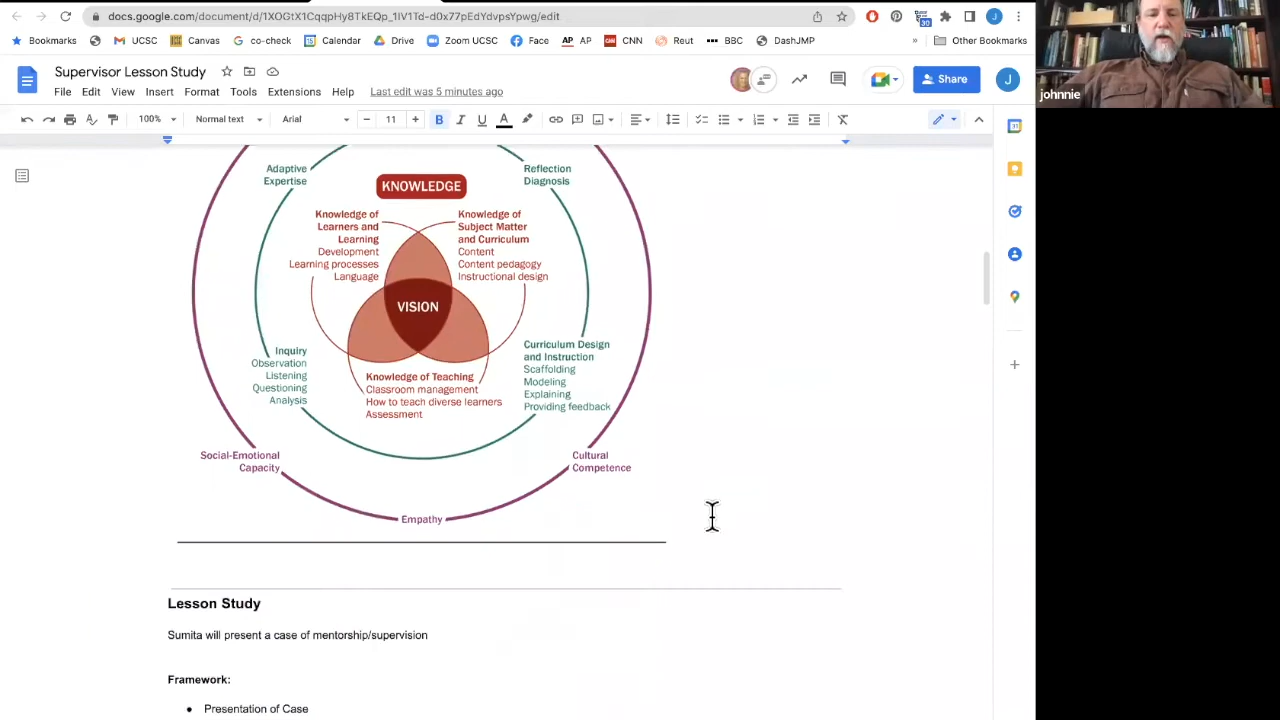 docs.google.com/document/d/1XOGtX1CqqpHy8TkEQp_1IV1Td-d0x77pEdYdvpsYpwg/edit
30
J
Bookmarks
UCSC
Canvas
co-check
Calendar
Drive
Zoom UCSC
Face
AP AP
CNN CNN
Reut
BBC
DashJMP
»
Other Bookmarks
johnnie
Supervisor Lesson Study
File Edit View Insert Format Tools Extensions Help Last edit was 5 minutes ago
Share
J
100% Normal text Arial 11 B I U A
Adaptive
Expertise
Reflection
Diagnosis
KNOWLEDGE
Knowledge of
Learners and
Learning
Development
Learning processes
Language
Knowledge of
Subject Matter
and Curriculum
Content
Content pedagogy
Instructional design
VISION
Inquiry
Observation
Listening
Questioning
Analysis
Curriculum Design
and Instruction
Scaffolding
Modeling
Explaining
Providing feedback
Knowledge of Teaching
Classroom management
How to teach diverse learners
Assessment
Social-Emotional
Capacity
Cultural
Competence
Empathy
Lesson Study
Sumita will present a case of mentorship/supervision
Framework:
● Presentation of Case